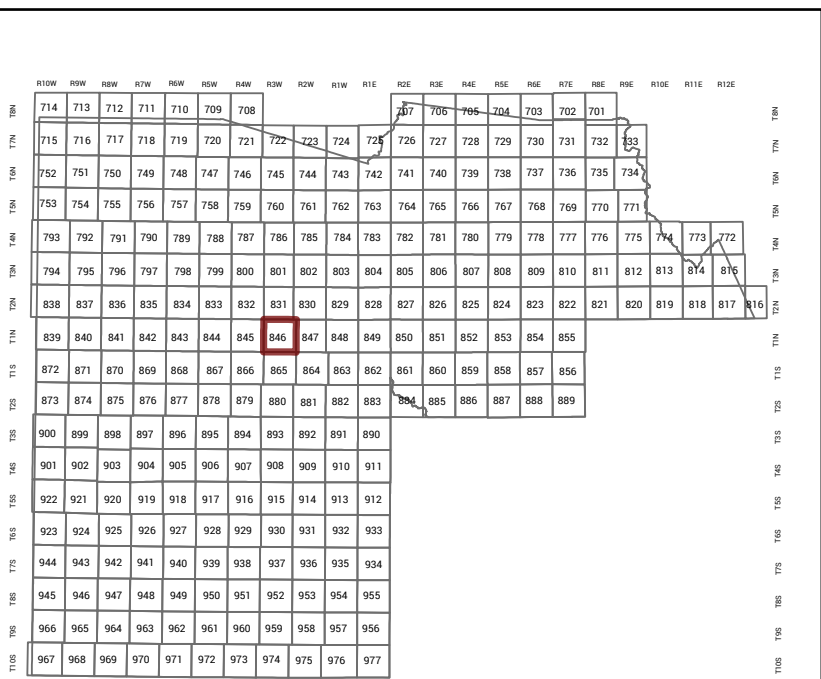 R10W R9W R8W R7W R6W R5W R4W R3W R2W R1W R1E R2E R3E R4E R5E R6E R7E R8E R9E R10E R11E R12E
T8N 714 713 712 711 710 709 708 707 706 705 704 703 702 701 T8N
T7N 715 716 717 718 719 720 721 722 723 724 725 726 727 728 729 730 731 732 733 T7N
T6N 752 751 750 749 748 747 746 745 744 743 742 741 740 739 738 737 736 735 734 T6N
T5N 753 754 755 756 757 758 759 760 761 762 763 764 765 766 767 768 769 770 771 T5N
T4N 793 792 791 790 789 788 787 786 785 784 783 782 781 780 779 778 777 776 775 774 773 772 T4N
T3N 794 795 796 797 798 799 800 801 802 803 804 805 806 807 808 809 810 811 812 813 814 815 T3N
T2N 838 837 836 835 834 833 832 831 830 829 828 827 826 825 824 823 822 821 820 819 818 817 816 T2N
T1N 839 840 841 842 843 844 845 846 847 848 849 850 851 852 853 854 855 T1N
T1S 872 871 870 869 868 867 866 865 864 863 862 861 860 859 858 857 856 T1S
T2S 873 874 875 876 877 878 879 880 881 882 883 884 885 886 887 888 889 T2S
T3S 900 899 898 897 896 895 894 893 892 891 890 T3S
T4S 901 902 903 904 905 906 907 908 909 910 911 T4S
T5S 922 921 920 919 918 917 916 915 914 913 912 T5S
T6S 923 924 925 926 927 928 929 930 931 932 933 T6S
T7S 944 943 942 941 940 939 938 937 936 935 934 T7S
T8S 945 946 947 948 949 950 951 952 953 954 955 T8S
T9S 966 965 964 963 962 961 960 959 958 957 956 T9S
T10S 967 968 969 970 971 972 973 974 975 976 977 T10S